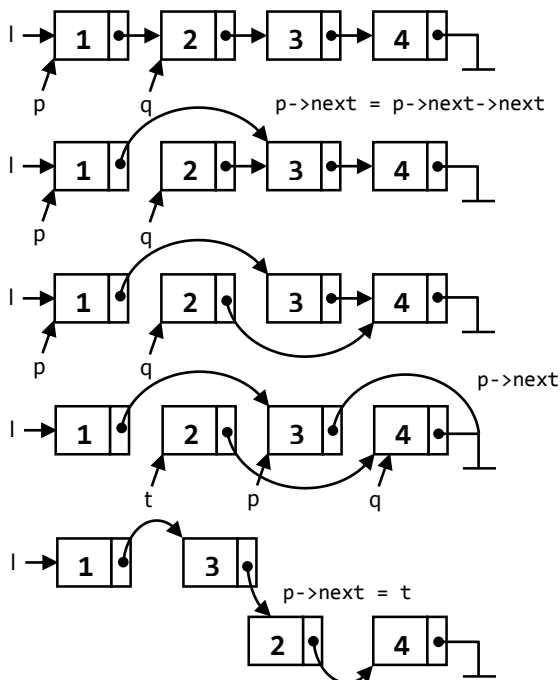 l 1 2 3 4
p q p->next = p->next->next
l 1 2 3 4
p q
l 1 2 3 4
p q
p->next
l 1 2 3 4
t p q
l 1 3
p->next = t
2 4